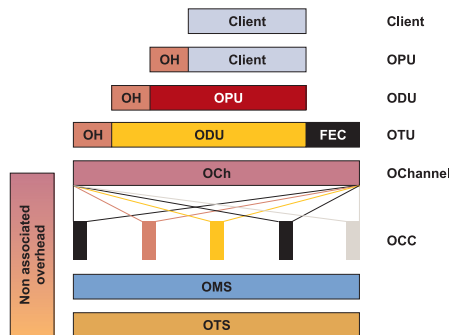 Client Client
OH Client OPU
OH OPU ODU
OH ODU FEC OTU
OCh OChannel
OCC
Non associated
overhead
OMS
OTS